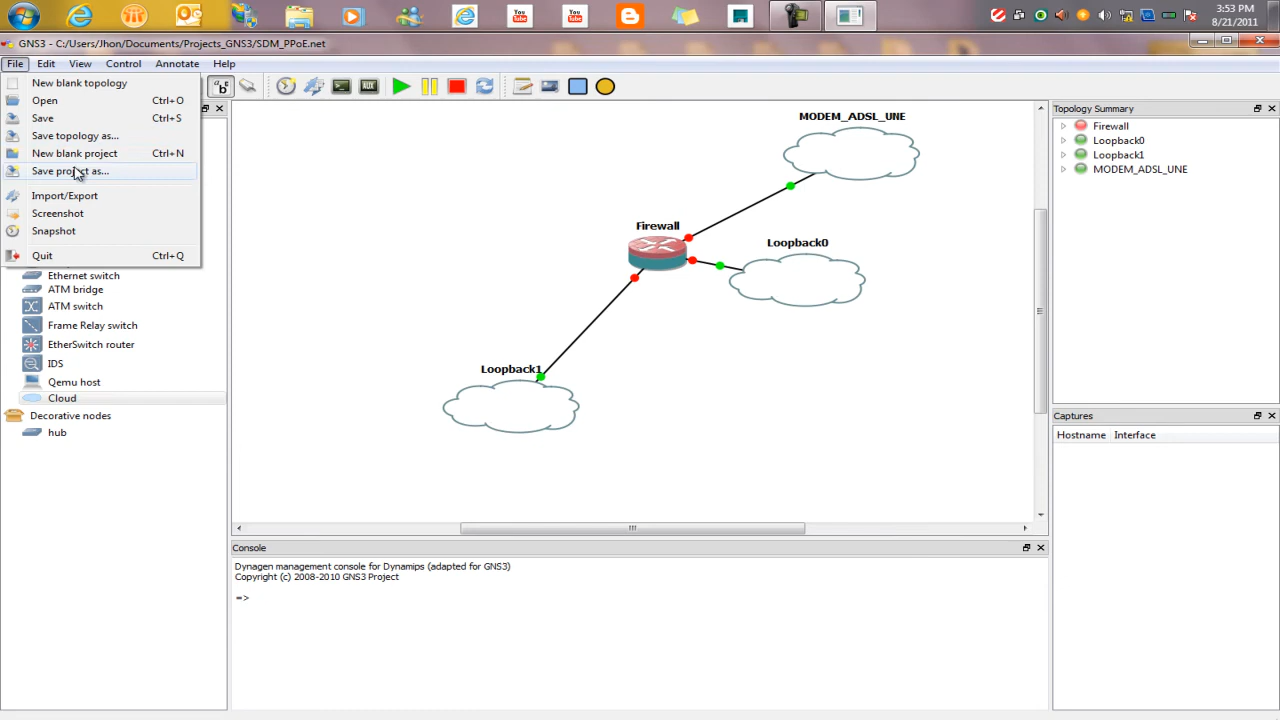 3:53 PM
8/21/2011
GNS3 - C:/Users/Jhon/Documents/Projects_GNS3/SDM_PPoE.net
File Edit View Control Annotate Help
New blank topology
Open Ctrl+O
Save Ctrl+S
Save topology as...
New blank project Ctrl+N
Save project as...
Import/Export
Screenshot
Snapshot
Quit Ctrl+Q
Ethernet switch
ATM bridge
ATM switch
Frame Relay switch
EtherSwitch router
IDS
Qemu host
Cloud
Decorative nodes
hub
AUX
MODEM_ADSL_UNE
Firewall
Loopback0
Loopback1
Topology Summary
Firewall
Loopback0
Loopback1
MODEM_ADSL_UNE
Captures
Hostname Interface
Console
Dynagen management console for Dynamips (adapted for GNS3)
Copyright (c) 2008-2010 GNS3 Project
=>